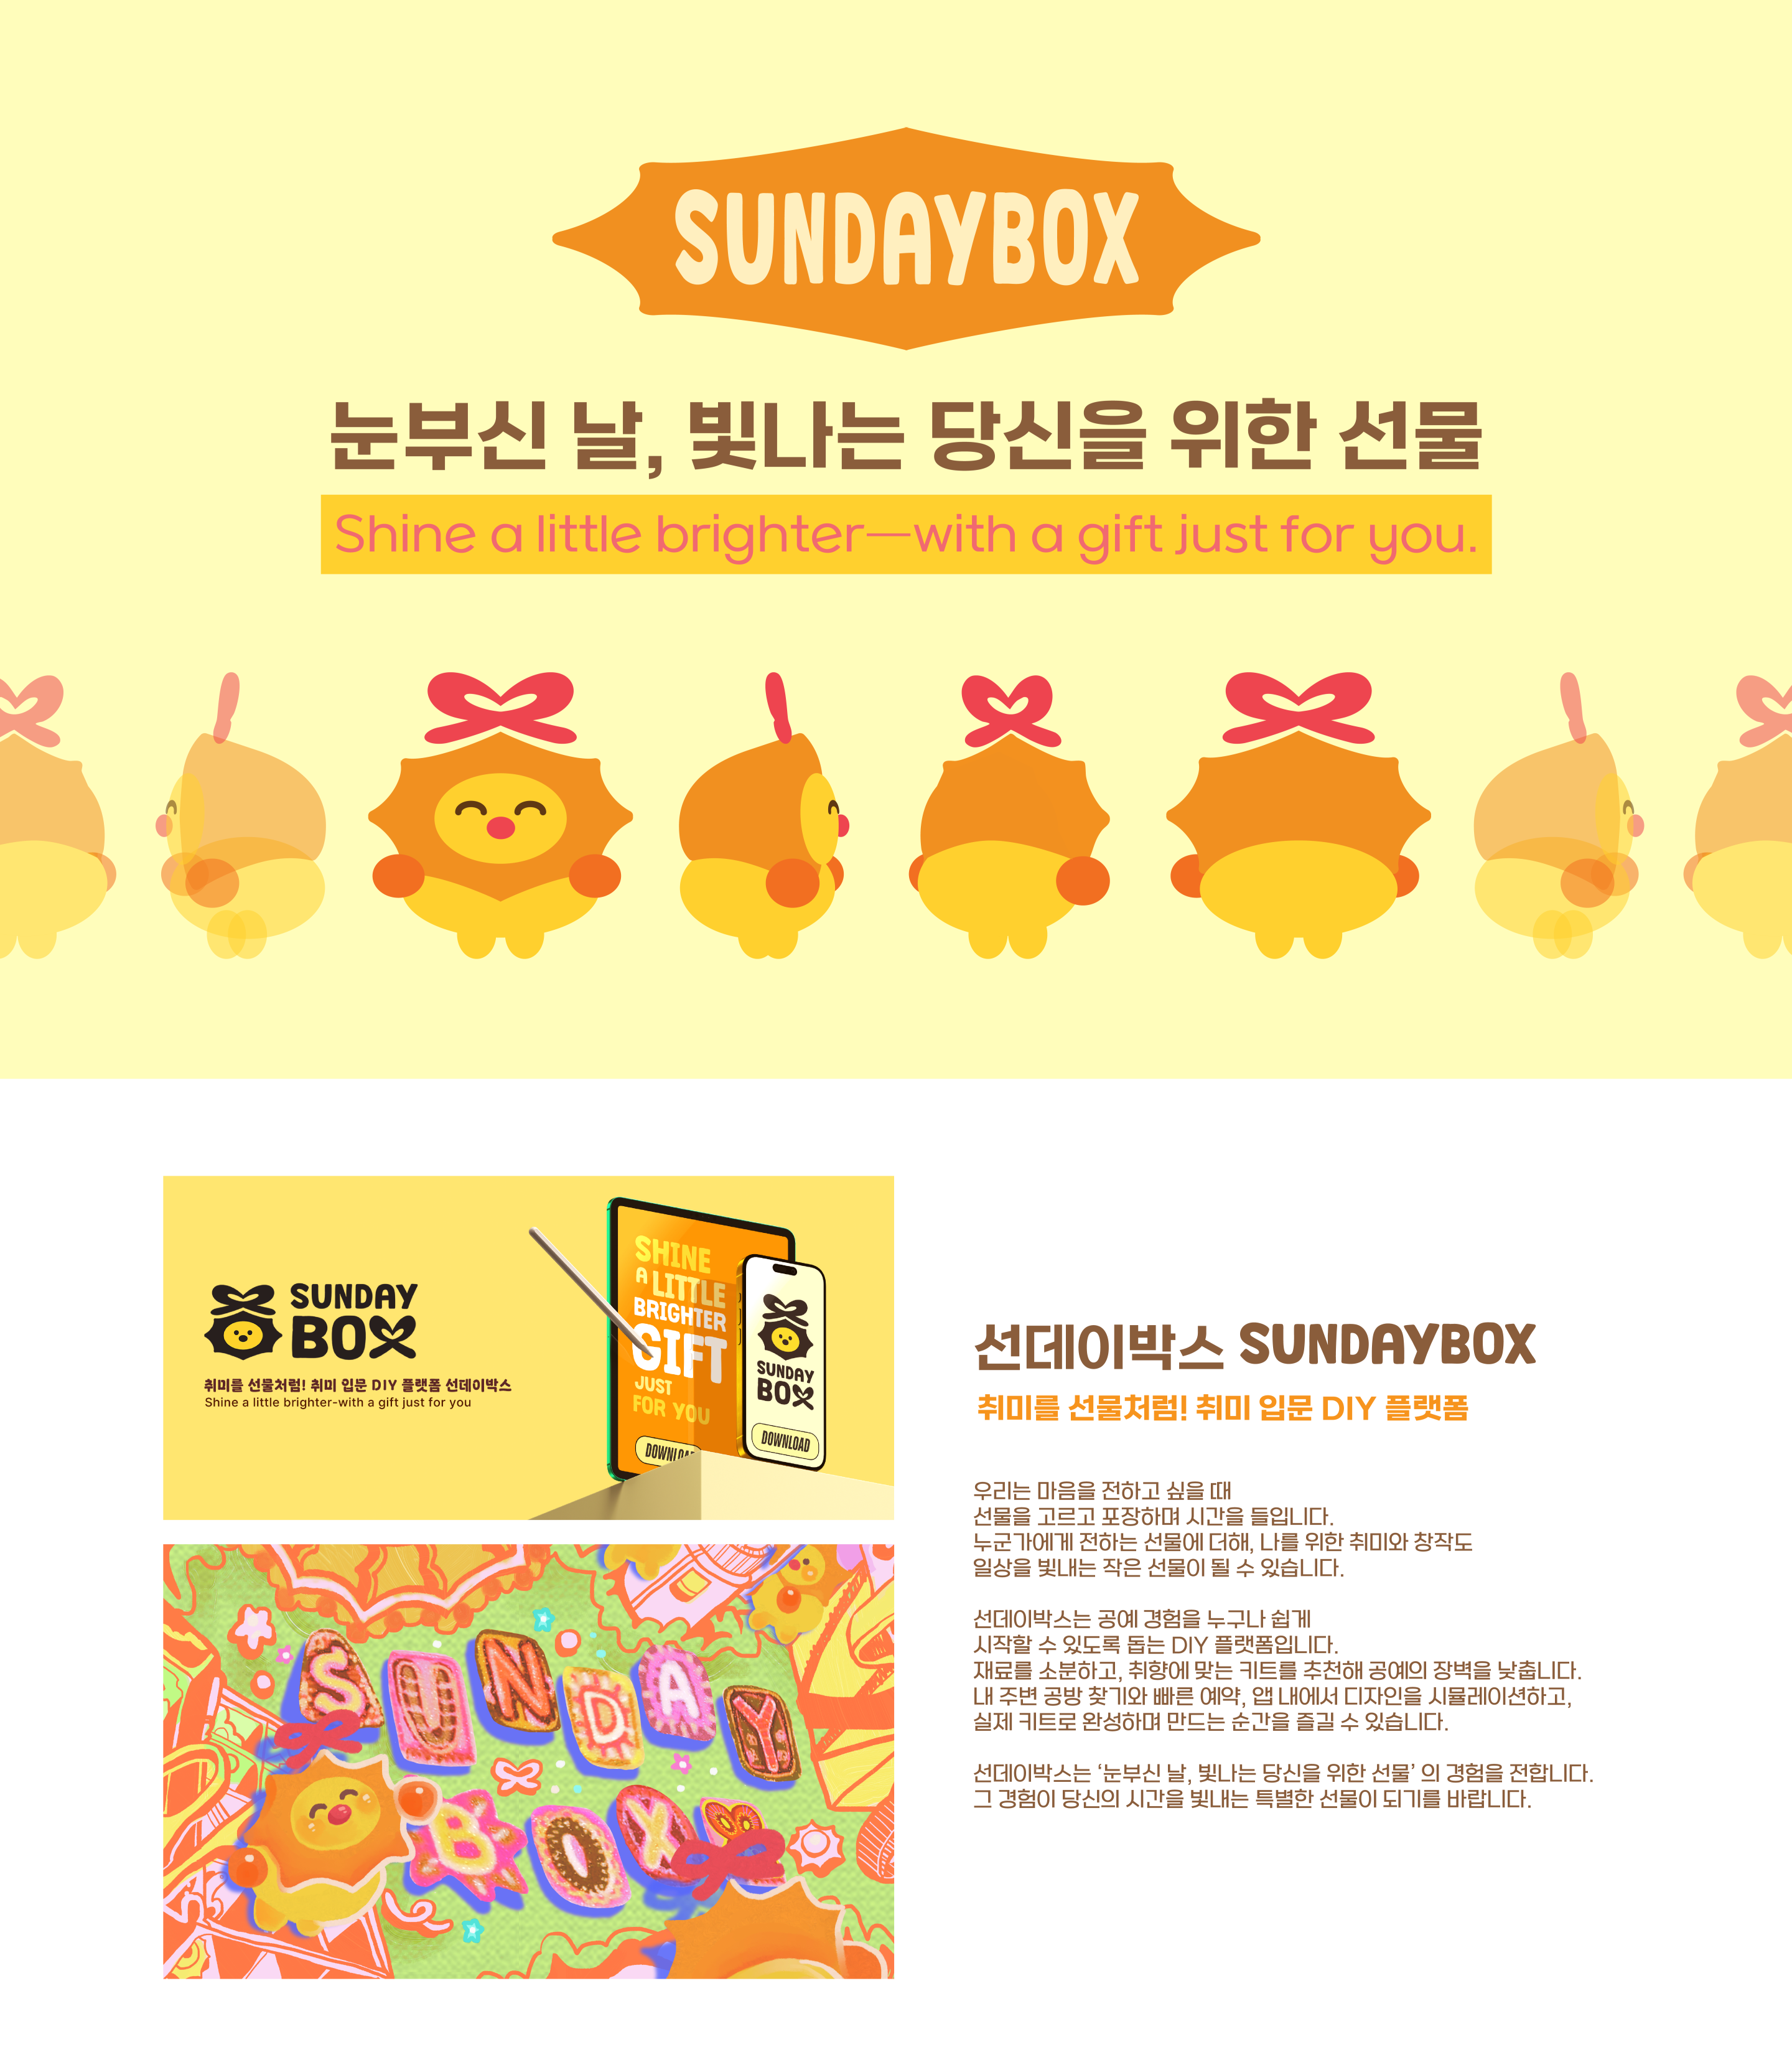 SUNDAYBOX
눈부신 날, 빛나는 당신을 위한 선물
Shine a little brighter—with a gift just for you.
SUNDAY
BOX
취미를 선물처럼! 취미 입문 DIY 플랫폼 선데이박스
Shine a little brighter-with a gift just for you
SHINE
A LITTLE
BRIGHTER
GIFT
JUST
FOR YOU
DOWNLOAD
SUNDAY
BOX
DOWNLOAD
SUNDAY
BOX
선데이박스 SUNDAYBOX
취미를 선물처럼! 취미 입문 DIY 플랫폼
우리는 마음을 전하고 싶을 때
선물을 고르고 포장하며 시간을 들입니다.
누군가에게 전하는 선물에 더해, 나를 위한 취미와 창작도
일상을 빛내는 작은 선물이 될 수 있습니다.
선데이박스는 공예 경험을 누구나 쉽게
시작할 수 있도록 돕는 DIY 플랫폼입니다.
재료를 소분하고, 취향에 맞는 키트를 추천해 공예의 장벽을 낮춥니다.
내 주변 공방 찾기와 빠른 예약, 앱 내에서 디자인을 시뮬레이션하고,
실제 키트로 완성하며 만드는 순간을 즐길 수 있습니다.
선데이박스는 ‘눈부신 날, 빛나는 당신을 위한 선물’ 의 경험을 전합니다.
그 경험이 당신의 시간을 빛내는 특별한 선물이 되기를 바랍니다.